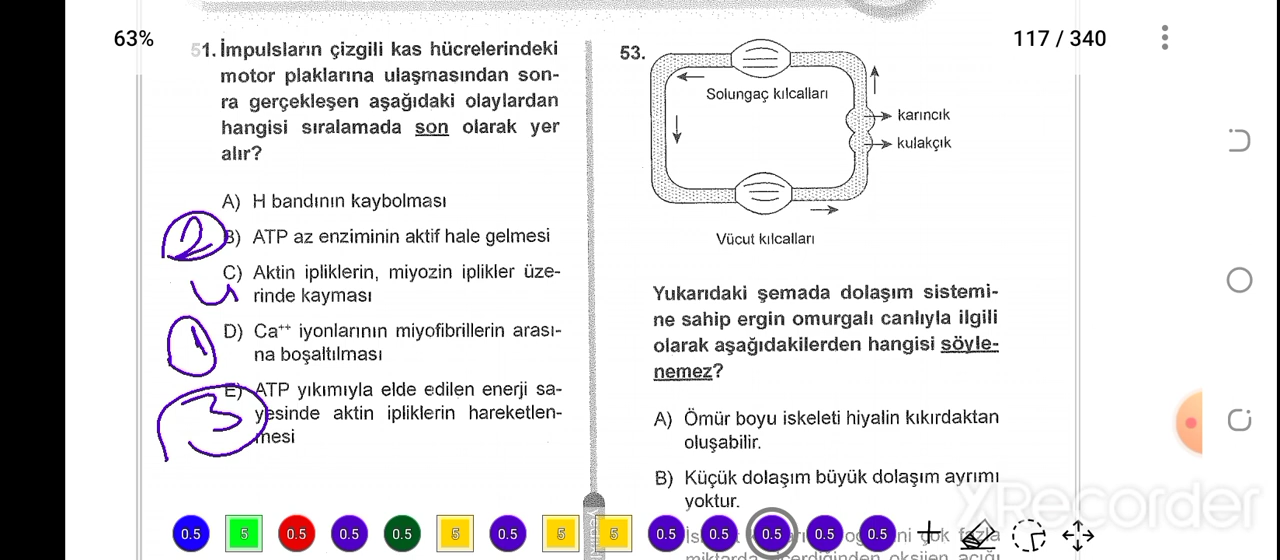 63%
117 / 340
51. İmpulsların çizgili kas hücrelerindeki
motor plaklarına ulaşmasından son-
ra gerçekleşen aşağıdaki olaylardan
hangisi sıralamada son olarak yer
alır?
A) H bandının kaybolması
B) ATP az enziminin aktif hale gelmesi
2
C) Aktin ipliklerin, miyozin iplikler üze-
rinde kayması
4
D) Ca++ iyonlarının miyofibrillerin arası-
na boşaltılması
1
E) ATP yıkımıyla elde edilen enerji sa-
yesinde aktin ipliklerin hareketlen-
mesi
3
53.
Solungaç kılcalları
karıncık
kulakçık
Vücut kılcalları
Yukarıdaki şemada dolaşım sistemi-
ne sahip ergin omurgalı canlıyla ilgili
olarak aşağıdakilerden hangisi söyle-
nemez?
A) Ömür boyu iskeleti hiyalin kıkırdaktan
oluşabilir.
B) Küçük dolaşım büyük dolaşım ayrımı
yoktur.
XRecorder
0.5 5 0.5 0.5 0.5 5 0.5 5 5 0.5 0.5 0.5 0.5 0.5